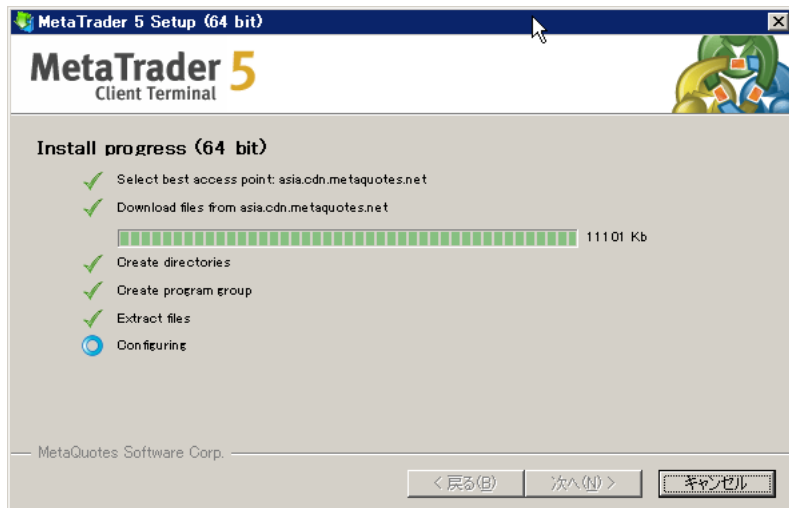 MetaTrader 5 Setup (64 bit)
MetaTrader 5
Client Terminal
Install progress (64 bit)
Select best access point: asia.cdn.metaquotes.net
Download files from asia.cdn.metaquotes.net
11101 Kb
Create directories
Create program group
Extract files
Configuring
MetaQuotes Software Corp.
< 戻る(B)
次へ(N) >
キャンセル